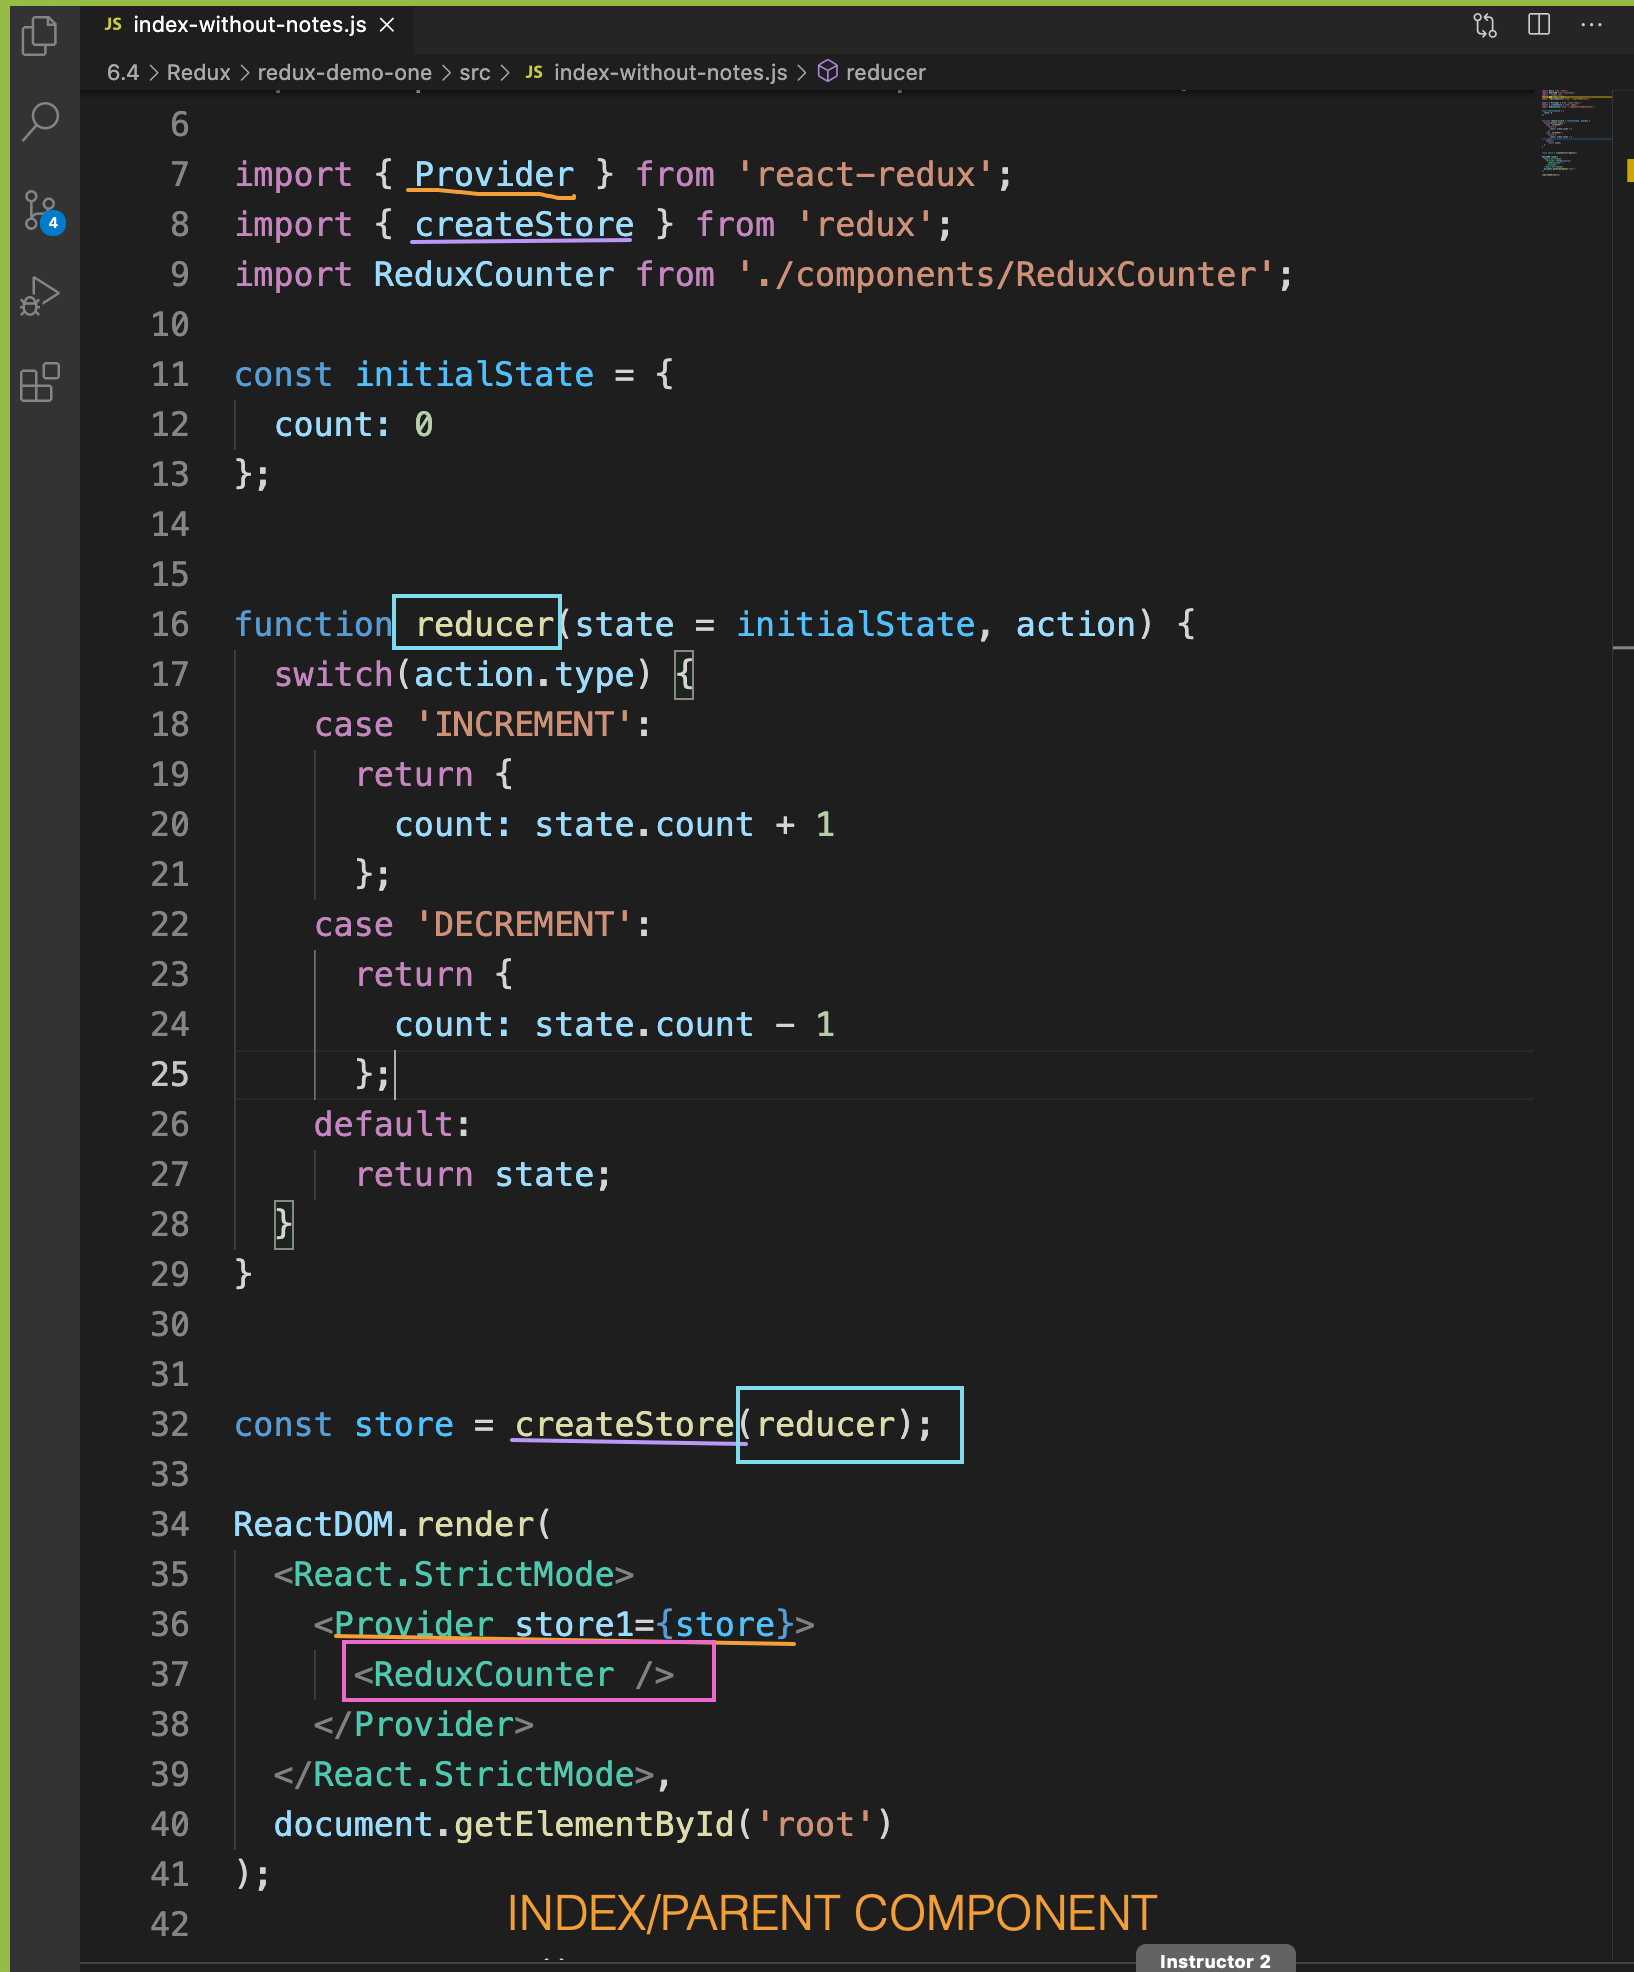 JS index-without-notes.js ×
6.4 > Redux > redux-demo-one > src > JS index-without-notes.js > reducer
4
6
7 import { Provider } from 'react-redux';
8 import { createStore } from 'redux';
9 import ReduxCounter from './components/ReduxCounter';
10
11 const initialState = {
12 count: 0
13 };
14
15
16 function reducer(state = initialState, action) {
17 switch(action.type) {
18 case 'INCREMENT':
19 return {
20 count: state.count + 1
21 };
22 case 'DECREMENT':
23 return {
24 count: state.count - 1
25 };
26 default:
27 return state;
28 }
29 }
30
31
32 const store = createStore(reducer);
33
34 ReactDOM.render(
35 <React.StrictMode>
36 <Provider store1={store}>
37 <ReduxCounter />
38 </Provider>
39 </React.StrictMode>,
40 document.getElementById('root')
41 );
42
INDEX/PARENT COMPONENT
Instructor 2